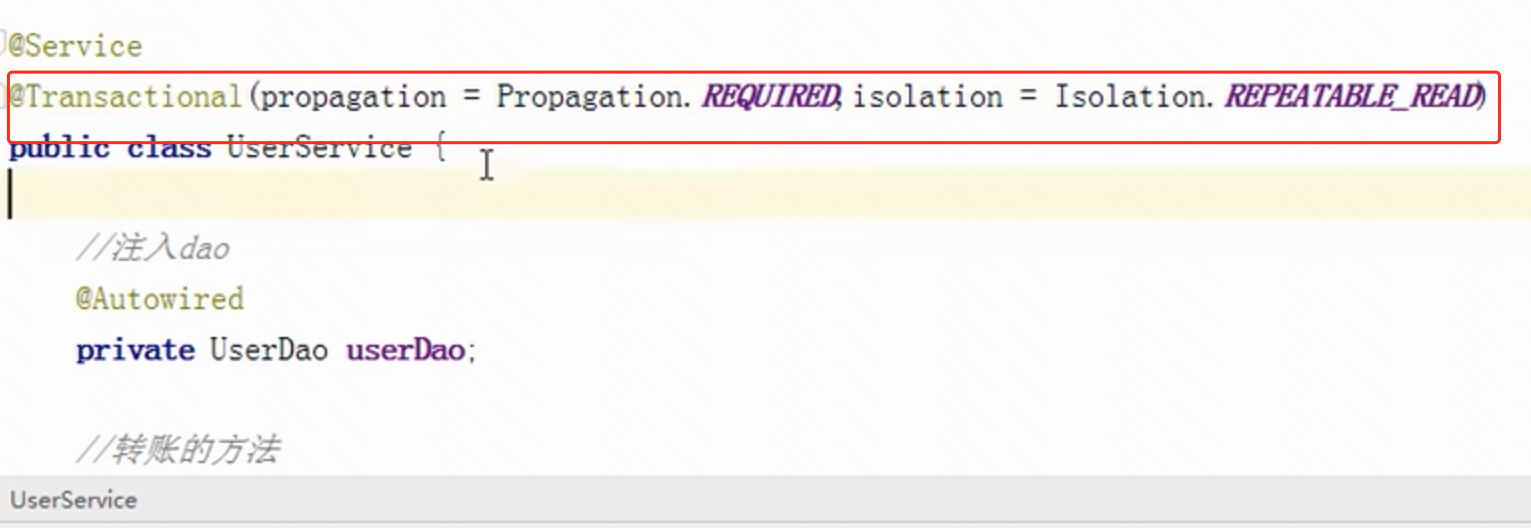 @Service
@Transactional(propagation = Propagation.REQUIRED,isolation = Isolation.REPEATABLE_READ)
public class UserService {
//注入dao
@Autowired
private UserDao userDao;
//转账的方法
UserService